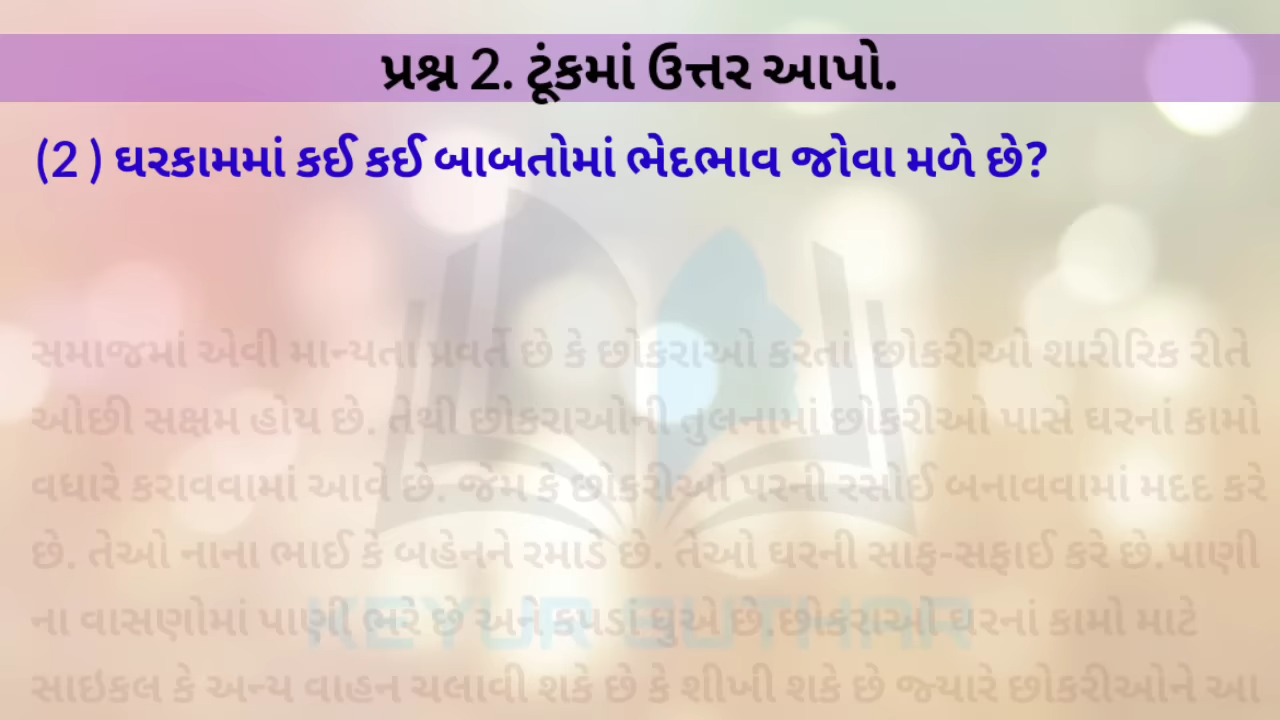 પ્રશ્ન 2. ટૂંકમાં ઉત્તર આપો.
(2 ) ઘરકામમાં કઈ કઈ બાબતોમાં ભેદભાવ જોવા મળે છે?
સમાજમાં એવી માન્યતા પ્રવર્તે છે કે છોકરાઓ કરતાં છોકરીઓ શારીરિક રીતે
ઓછી સક્ષમ હોય છે. તેથી છોકરાઓની તુલનામાં છોકરીઓ પાસે ઘરનાં કામો
વધારે કરાવવામાં આવે છે. જેમ કે છોકરીઓ પરની રસોઈ બનાવવામાં મદદ કરે
છે. તેઓ નાના ભાઈ કે બહેનને રમાડે છે. તેઓ ઘરની સાફ-સફાઈ કરે છે.પાણી
ના વાસણોમાં પાણી ભરે છે અને કપડાં ધુએ છે.છોકરાઓ ઘરનાં કામો માટે
સાઇકલ કે અન્ય વાહન ચલાવી શકે છે કે શીખી શકે છે જ્યારે છોકરીઓને આ
KEYUR SUTHAR